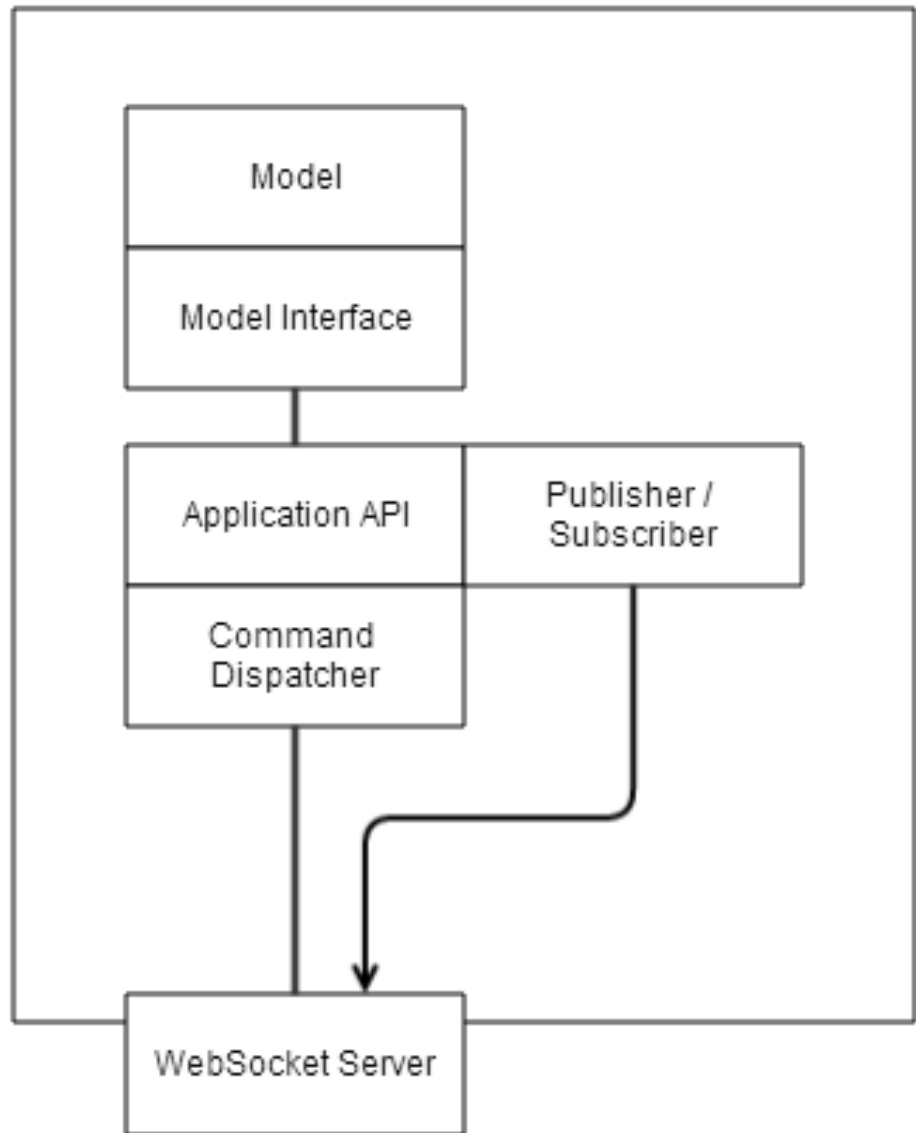 Model
Model Interface
Application API
Publisher /
Subscriber
Command
Dispatcher
WebSocket Server